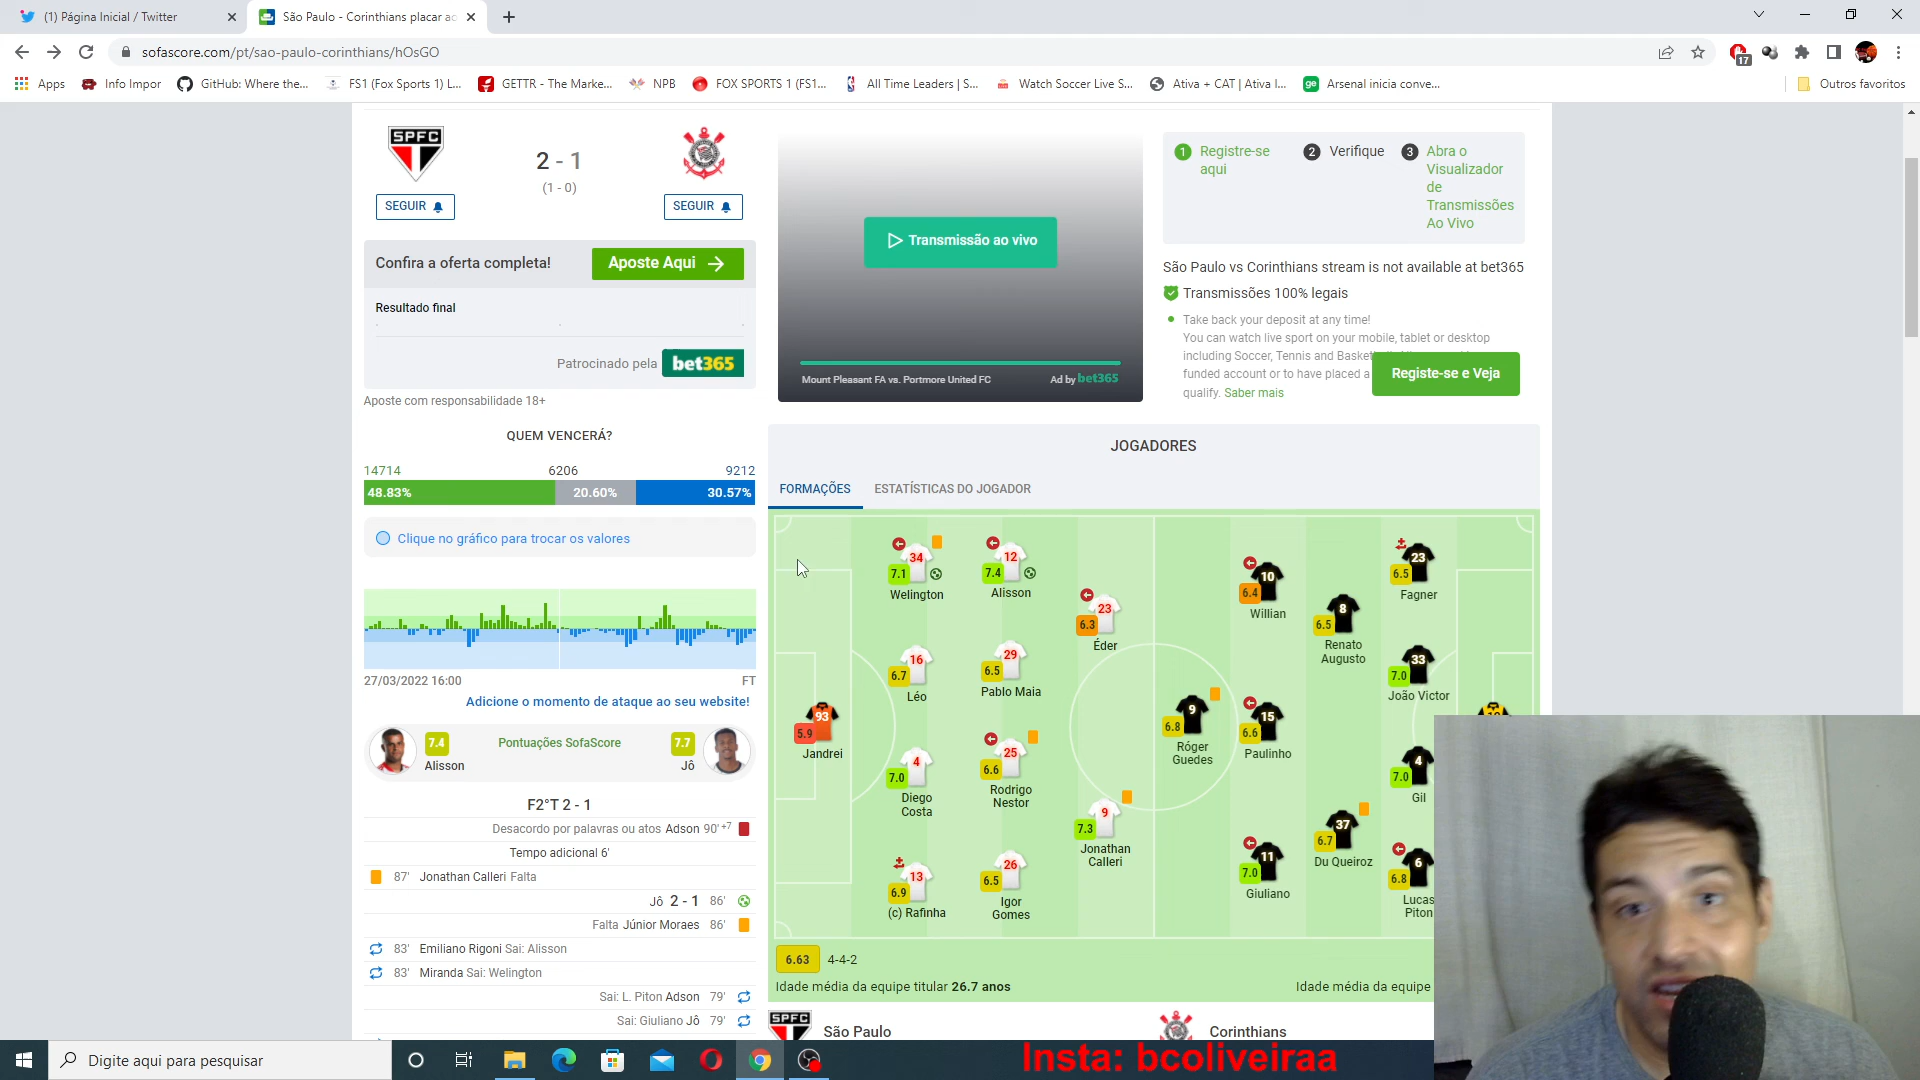 (1) Página Inicial / Twitter
São Paulo - Corinthians placar ao
sofascore.com/pt/sao-paulo-corinthians/hOsGO
17
Apps
Info Impor
GitHub: Where the...
FS1 (Fox Sports 1) L...
GETTR - The Marke...
NPB
FOX SPORTS 1 (FS1...
All Time Leaders | S...
Watch Soccer Live S...
Ativa + CAT | Ativa I...
ge
Arsenal inicia conve...
Outros favoritos
SPFC
2 - 1
(1 - 0)
SEGUIR
SEGUIR
Confira a oferta completa!
Aposte Aqui
Resultado final
Patrocinado pela
bet365
Aposte com responsabilidade 18+
QUEM VENCERÁ?
14714
6206
9212
48.83%
20.60%
30.57%
Clique no gráfico para trocar os valores
27/03/2022 16:00
FT
Adicione o momento de ataque ao seu website!
7.4
Alisson
Pontuações SofaScore
7.7
Jô
F2°T 2 - 1
Desacordo por palavras ou atos Adson 90'+7
Tempo adicional 6'
87' Jonathan Calleri Falta
Jô 2 - 1 86'
Falta Júnior Moraes 86'
83' Emiliano Rigoni Sai: Alisson
83' Miranda Sai: Welington
Sai: L. Piton Adson 79'
Sai: Giuliano Jô 79'
Transmissão ao vivo
Mount Pleasant FA vs. Portmore United FC
Ad by bet365
1 Registre-se aqui
2 Verifique
3 Abra o
Visualizador
de
Transmissões
Ao Vivo
São Paulo vs Corinthians stream is not available at bet365
Transmissões 100% legais
Take back your deposit at any time!
You can watch live sport on your mobile, tablet or desktop
including Soccer, Tennis and
funded account or to have placed a
qualify. Saber mais
Registe-se e Veja
JOGADORES
FORMAÇÕES
ESTATÍSTICAS DO JOGADOR
34
7.1
Welington
12
7.4
Alisson
23
6.3
Éder
10
6.4
Willian
8
6.5
Renato
Augusto
23
6.5
Fagner
16
6.7
Léo
29
6.5
Pablo Maia
33
7.0
João Victor
93
5.9
Jandrei
9
6.8
Róger
Guedes
15
6.6
Paulinho
4
7.0
Diego
Costa
25
6.6
Rodrigo
Nestor
9
7.3
Jonathan
Calleri
37
6.7
Du Queiroz
4
7.0
Gil
13
6.9
(c) Rafinha
26
6.5
Igor
Gomes
11
7.0
Giuliano
6
6.8
Lucas
Piton
6.63
4-4-2
Idade média da equipe titular 26.7 anos
Idade média da equipe
SPFC
São Paulo
Corinthians
Digite aqui para pesquisar
Insta: bcoliveiraa